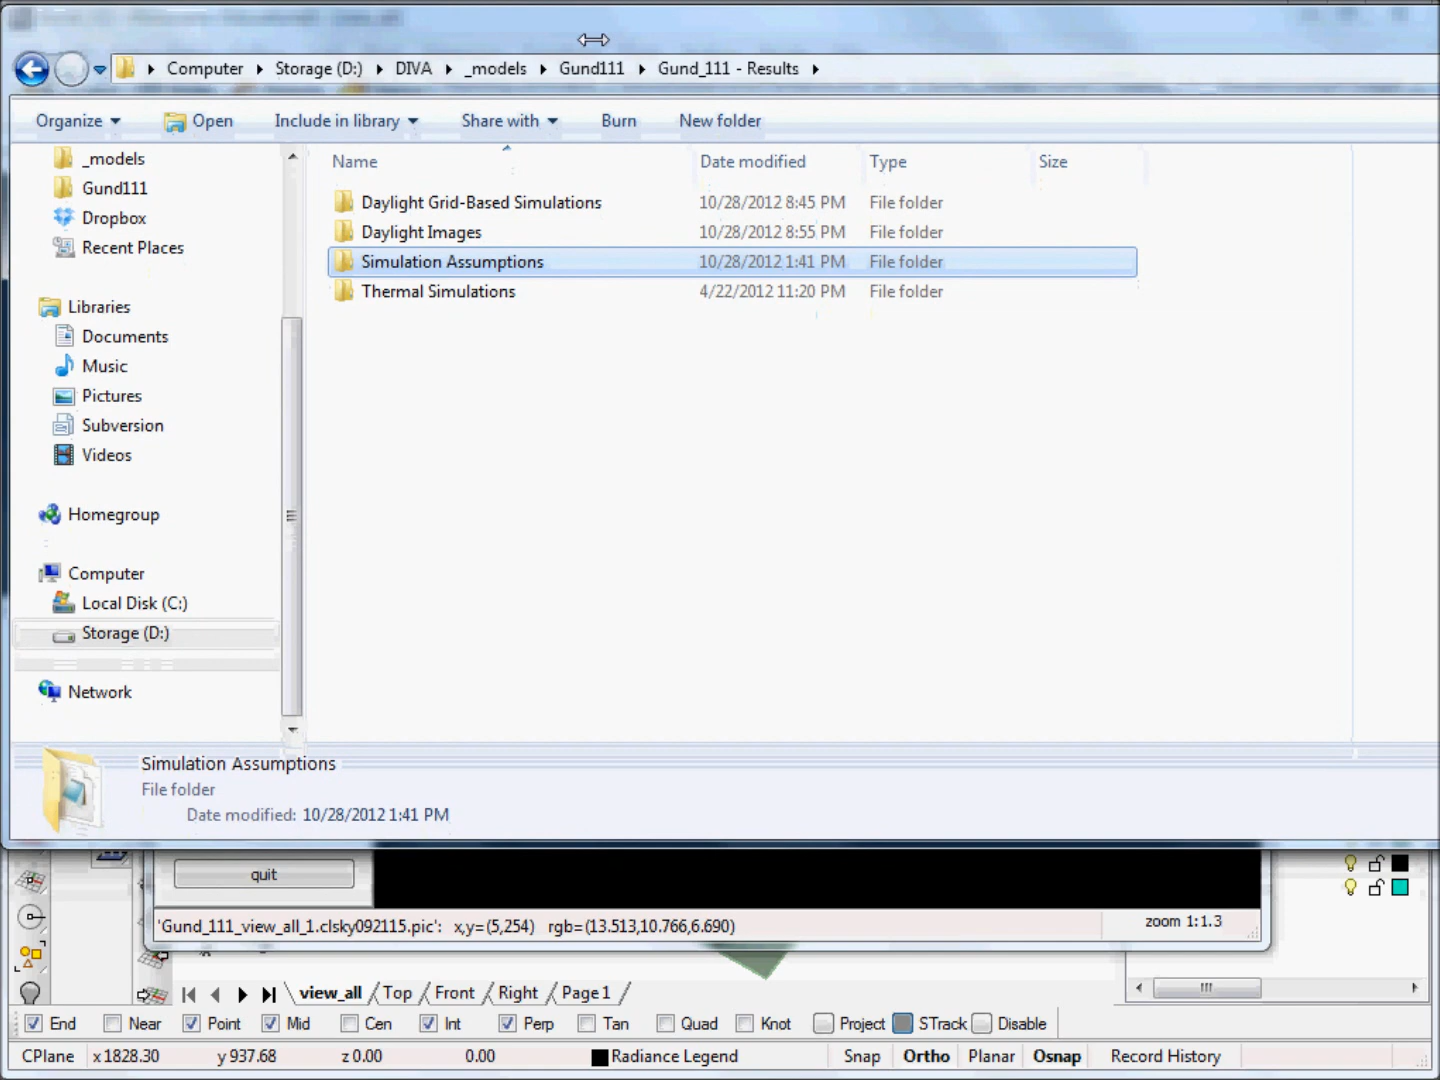 Computer Storage (D:) DIVA _models Gund111 Gund_111 - Results
Organize Open Include in library Share with Burn New folder
Name Date modified Type Size
Daylight Grid-Based Simulations 10/28/2012 8:45 PM File folder
Daylight Images 10/28/2012 8:55 PM File folder
Simulation Assumptions 10/28/2012 1:41 PM File folder
Thermal Simulations 4/22/2012 11:20 PM File folder
_models
Gund111
Dropbox
Recent Places
Libraries
Documents
Music
Pictures
Subversion
Videos
Homegroup
Computer
Local Disk (C:)
Storage (D:)
Network
Simulation Assumptions
File folder
Date modified: 10/28/2012 1:41 PM
quit
'Gund_111_view_all_1.clsky092115.pic': x,y=(5,254) rgb=(13.513,10.766,6.690) zoom 1:1.3
view_all Top Front Right Page 1
End Near Point Mid Cen Int Perp Tan Quad Knot Project STrack Disable
CPlane x 1828.30 y 937.68 z 0.00 0.00 Radiance Legend Snap Ortho Planar Osnap Record History